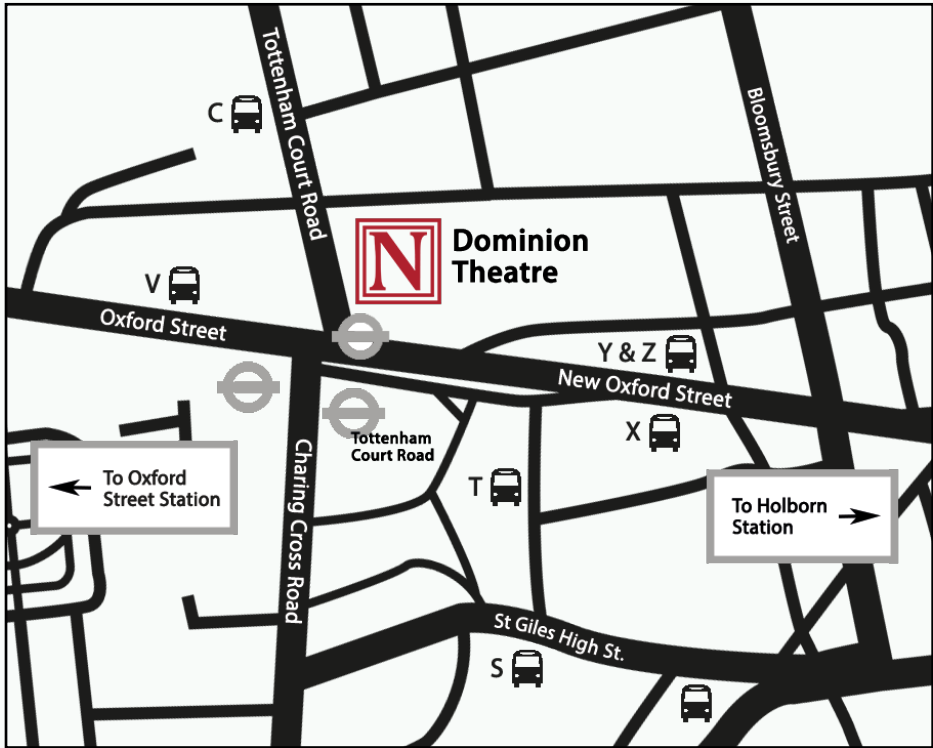 Tottenham Court Road
C
Bloomsbury Street
N
Dominion
Theatre
V
Oxford Street
Y & Z
New Oxford Street
X
Tottenham
Court Road
Charing Cross Road
To Oxford
Street Station
T
To Holborn
Station
St Giles High St.
S